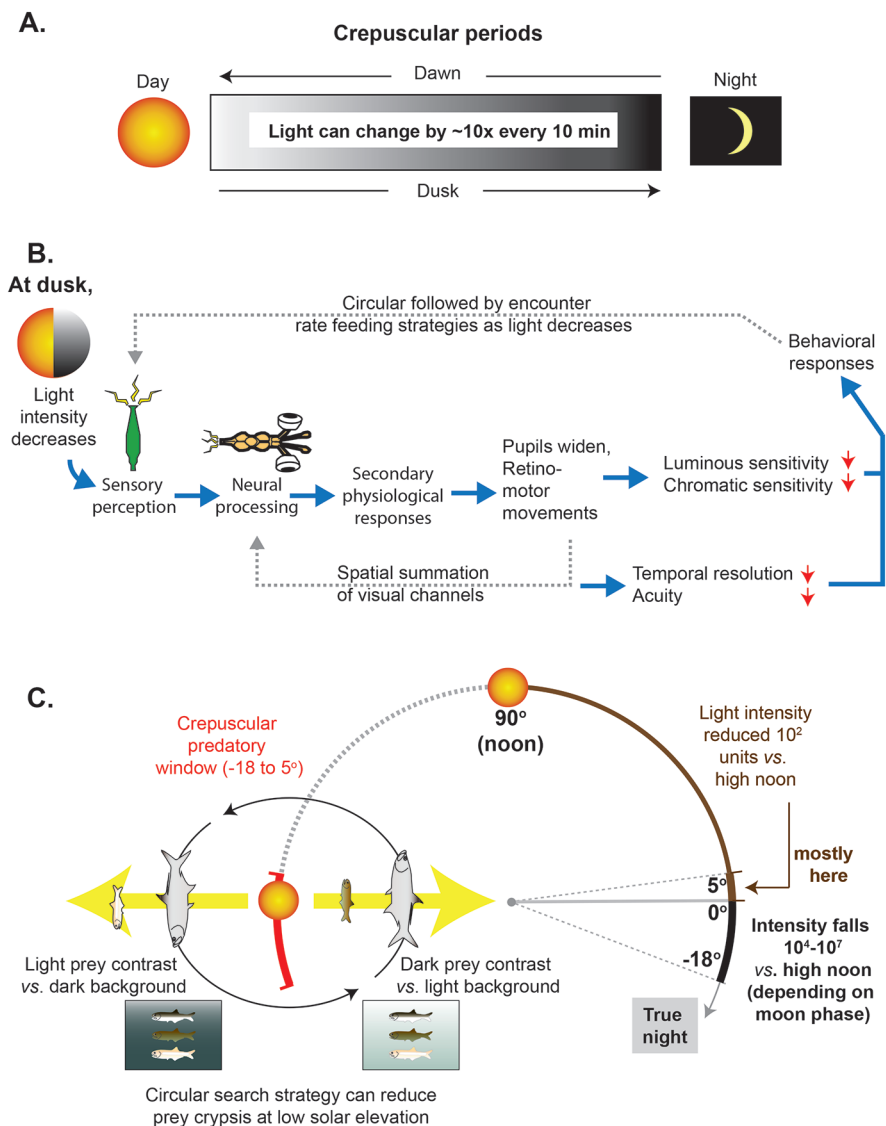 A.
Crepuscular periods
Dawn
Day
Night
Light can change by ~10x every 10 min
Dusk
B.
At dusk,
Circular followed by encounter
rate feeding strategies as light decreases
Behavioral
responses
Light
intensity
decreases
Sensory
perception
Neural
processing
Secondary
physiological
responses
Pupils widen,
Retino-
motor
movements
Luminous sensitivity
Chromatic sensitivity
Spatial summation
of visual channels
Temporal resolution
Acuity
C.
90°
(noon)
Crepuscular
predatory
window (-18 to 5°)
Light intensity
reduced 10²
units vs.
high noon
mostly
here
5°
0°
-18°
Intensity falls
10⁴-10⁷
vs. high noon
(depending on
moon phase)
True
night
Light prey contrast
vs. dark background
Dark prey contrast
vs. light background
Circular search strategy can reduce
prey crypsis at low solar elevation